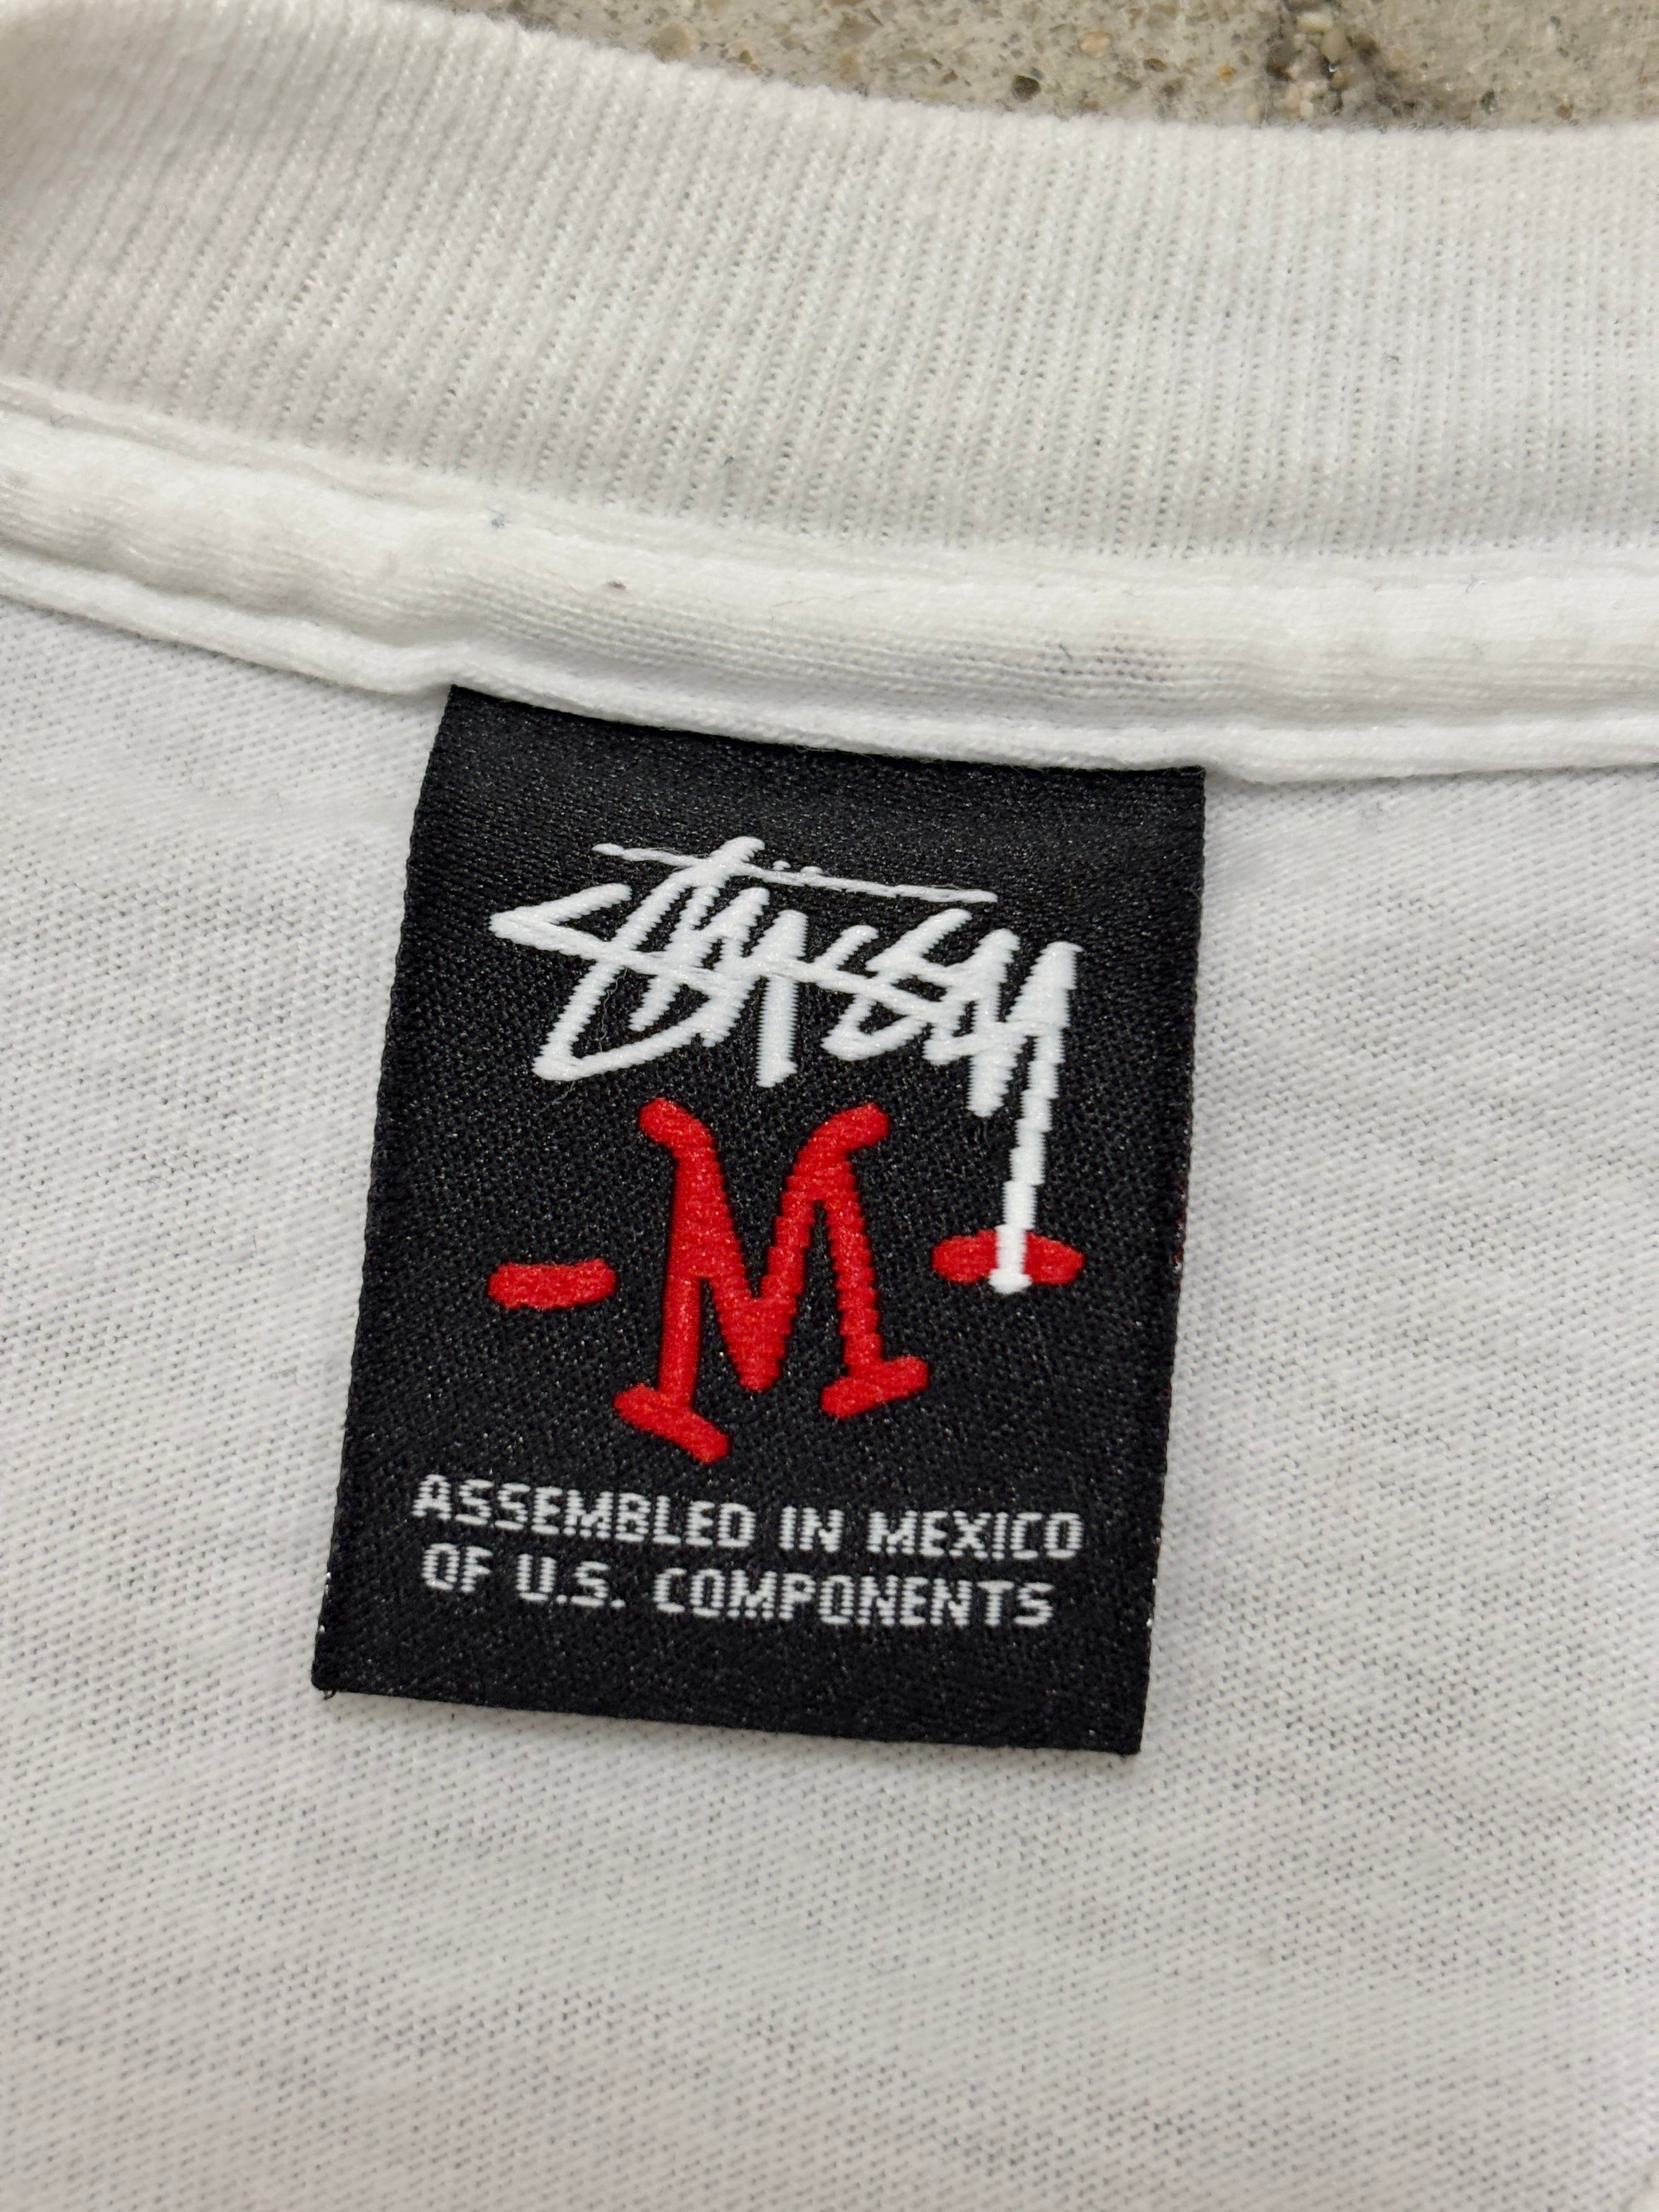 Stüssy
- M -
ASSEMBLED IN MEXICO
OF U.S. COMPONENTS